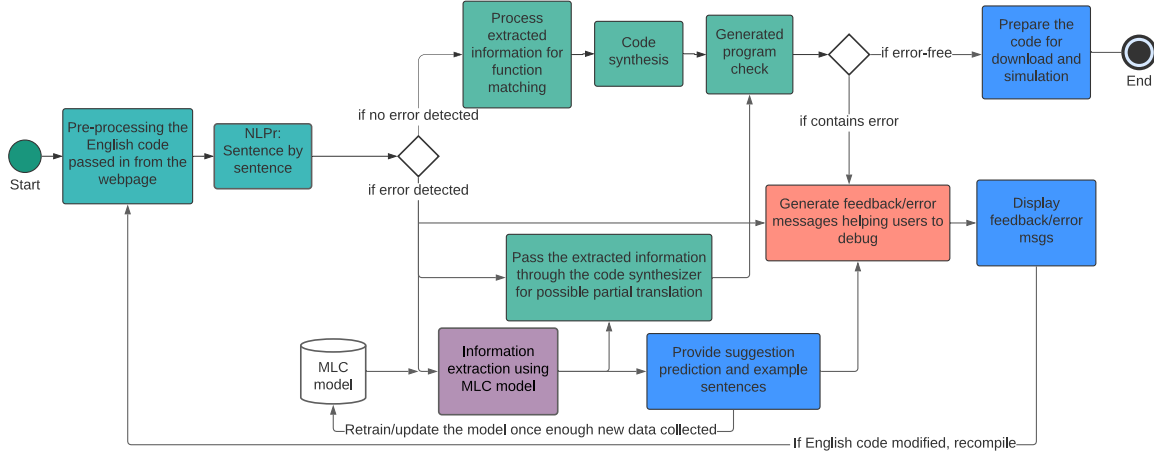 Process
extracted
information for
function
matching
Code
synthesis
Generated
program
check
if error-free
Prepare the
code for
download and
simulation
End
if no error detected
if contains error
Pre-processing the
English code
passed in from the
webpage
NLPr:
Sentence by
sentence
Start
if error detected
Generate feedback/error
messages helping users to
debug
Display
feedback/error
msgs
Pass the extracted information
through the code synthesizer
for possible partial translation
MLC
model
Information
extraction using
MLC model
Provide suggestion
prediction and example
sentences
Retrain/update the model once enough new data collected
If English code modified, recompile